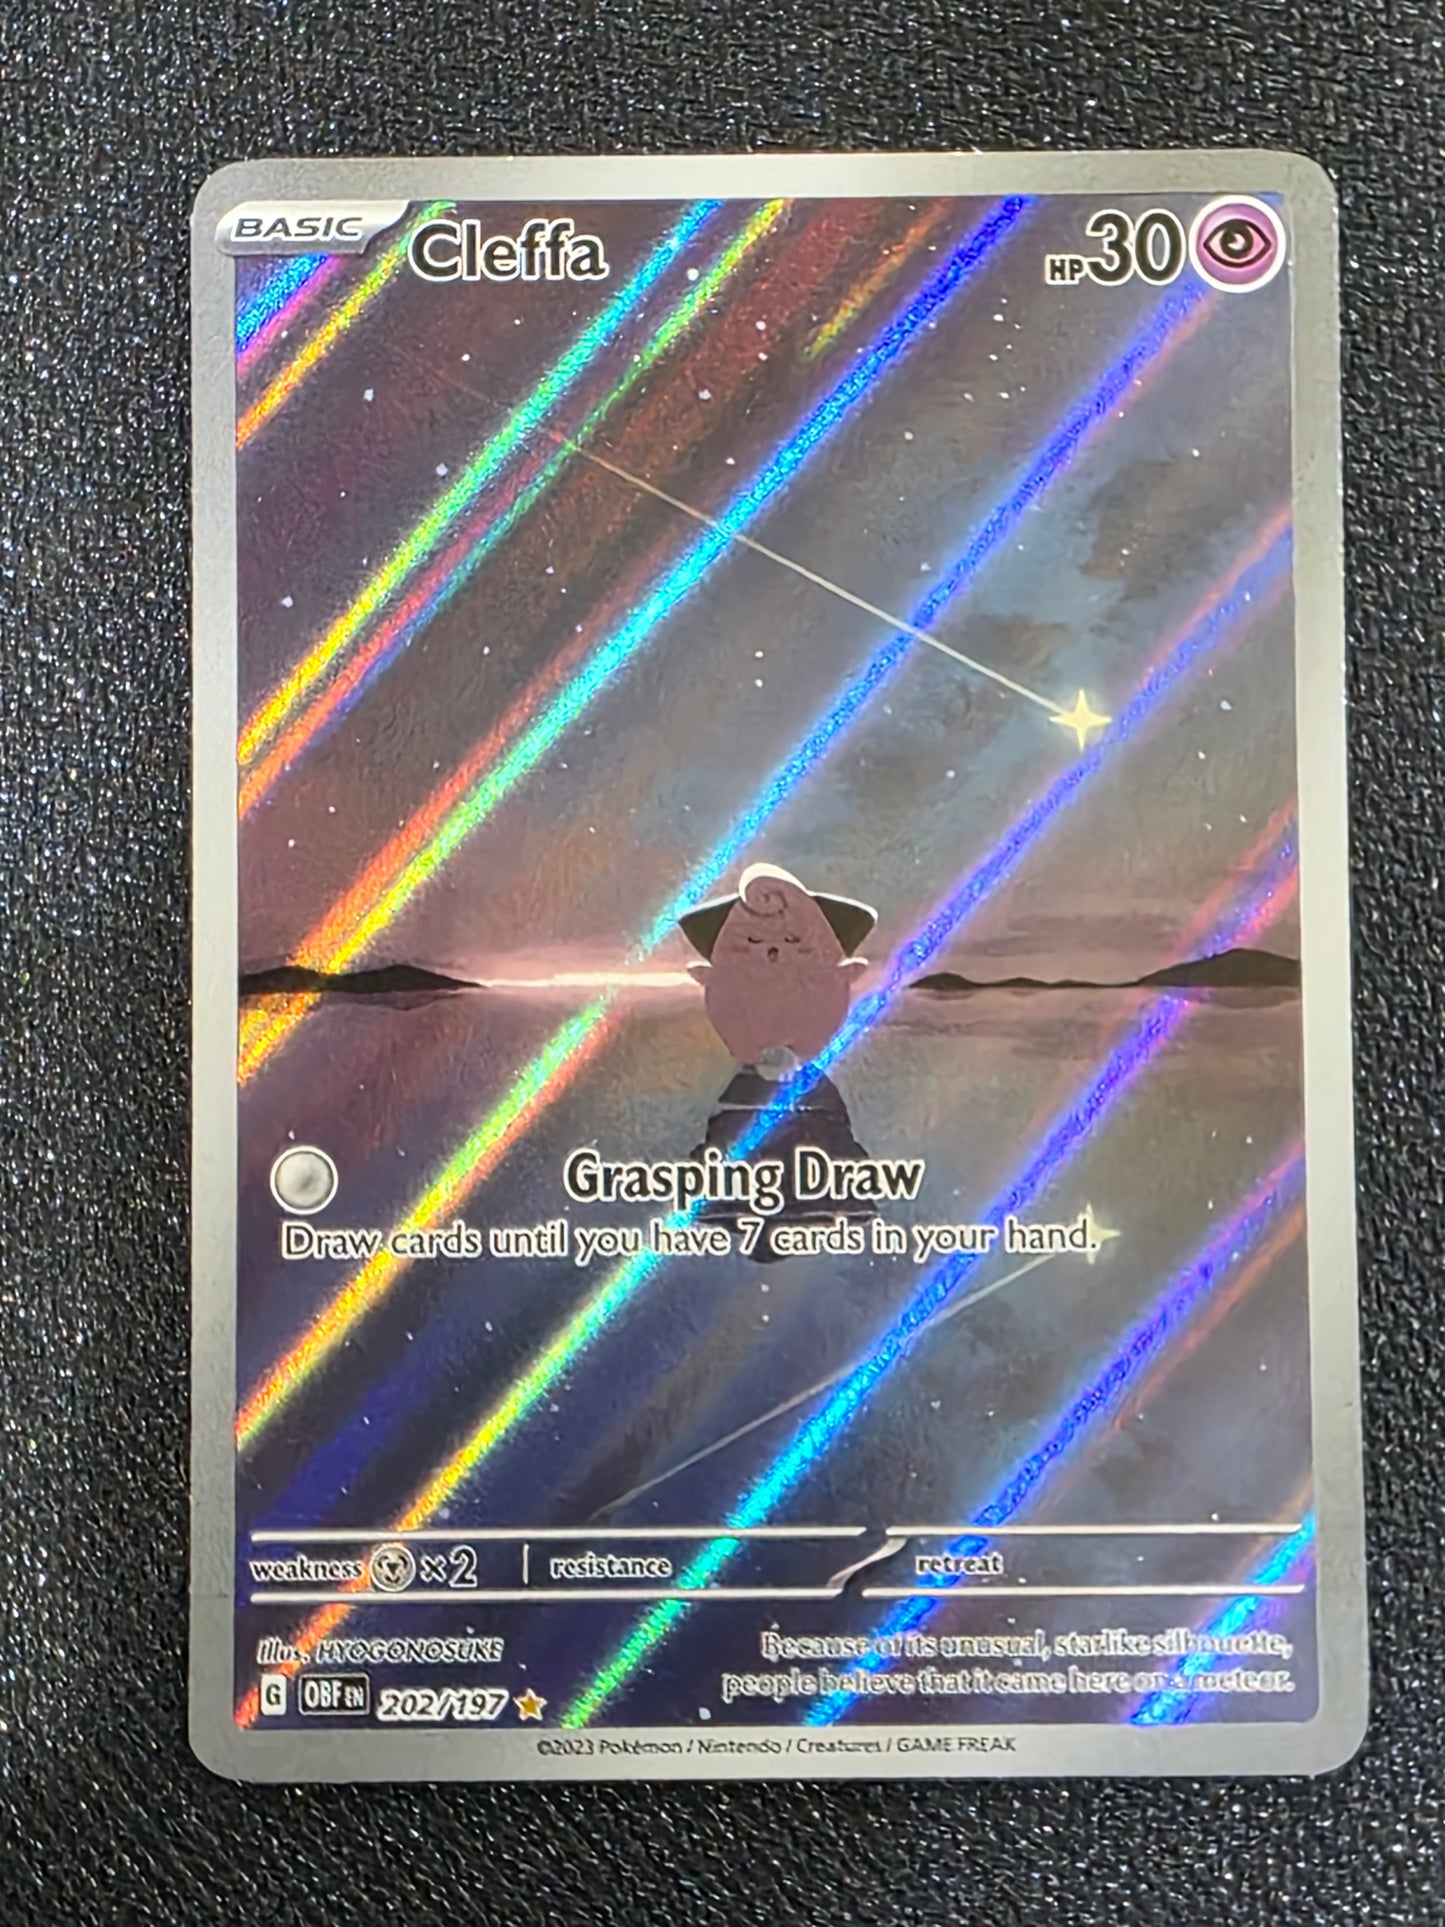 BASIC Cleffa HP30
Grasping Draw
Draw cards until you have 7 cards in your hand.
weakness ×2 resistance retreat
Illus. HYOGONOSUKE
Because of its unusual, starlike silhouette,
people believe that it came here on a meteor.
G OBF EN 202/197
©2023 Pokémon / Nintendo / Creatures / GAME FREAK